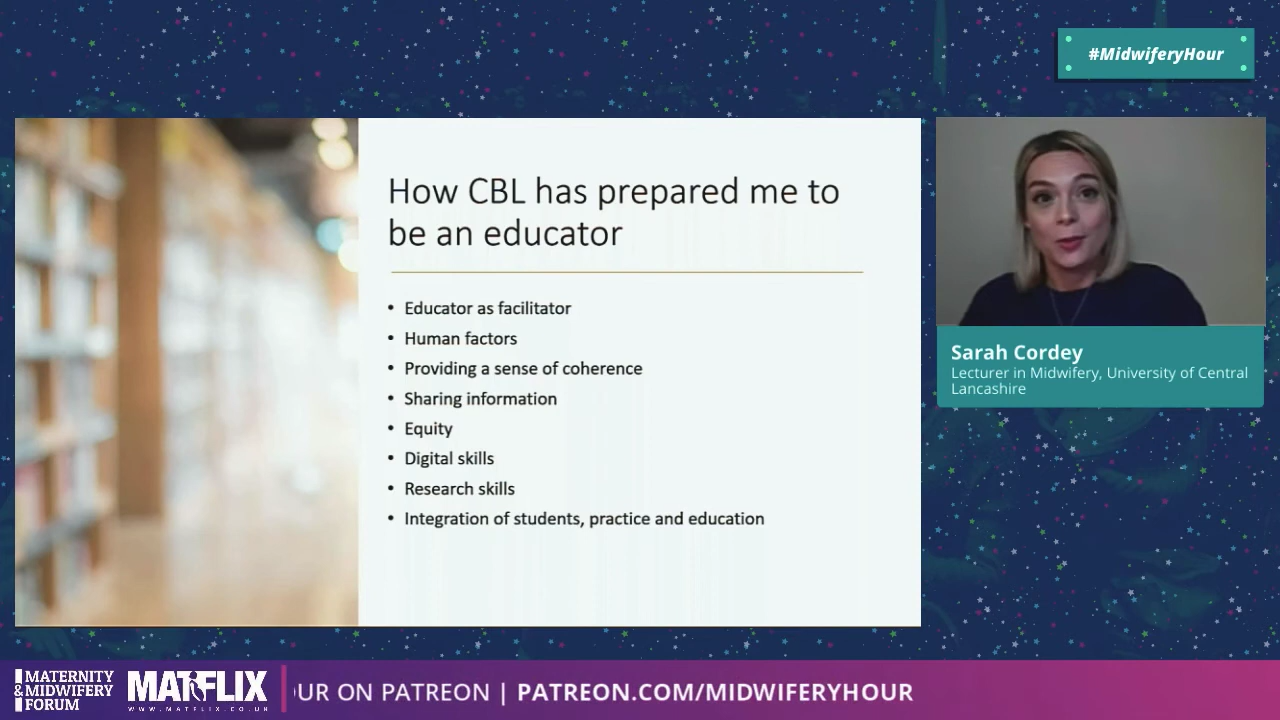 #MidwiferyHour
How CBL has prepared me to
be an educator
• Educator as facilitator
• Human factors
• Providing a sense of coherence
• Sharing information
• Equity
• Digital skills
• Research skills
• Integration of students, practice and education
Sarah Cordey
Lecturer in Midwifery, University of Central
Lancashire
MATERNITY
& MIDWIFERY
FORUM
MATFLIX
WWW.MATFLIX.CO.UK
UR ON PATREON | PATREON.COM/MIDWIFERYHOUR